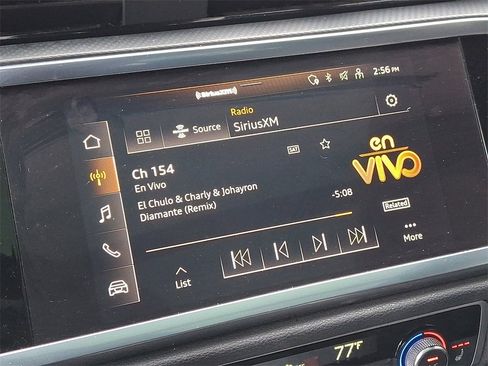 ((SiriusXM))
2:56 PM
Radio
Source
SiriusXM
Ch 154
SAT
En Vivo
en
VIVO
El Chulo & Charly & Johayron
Diamante (Remix)
-5:08
Related
List
More
77°F